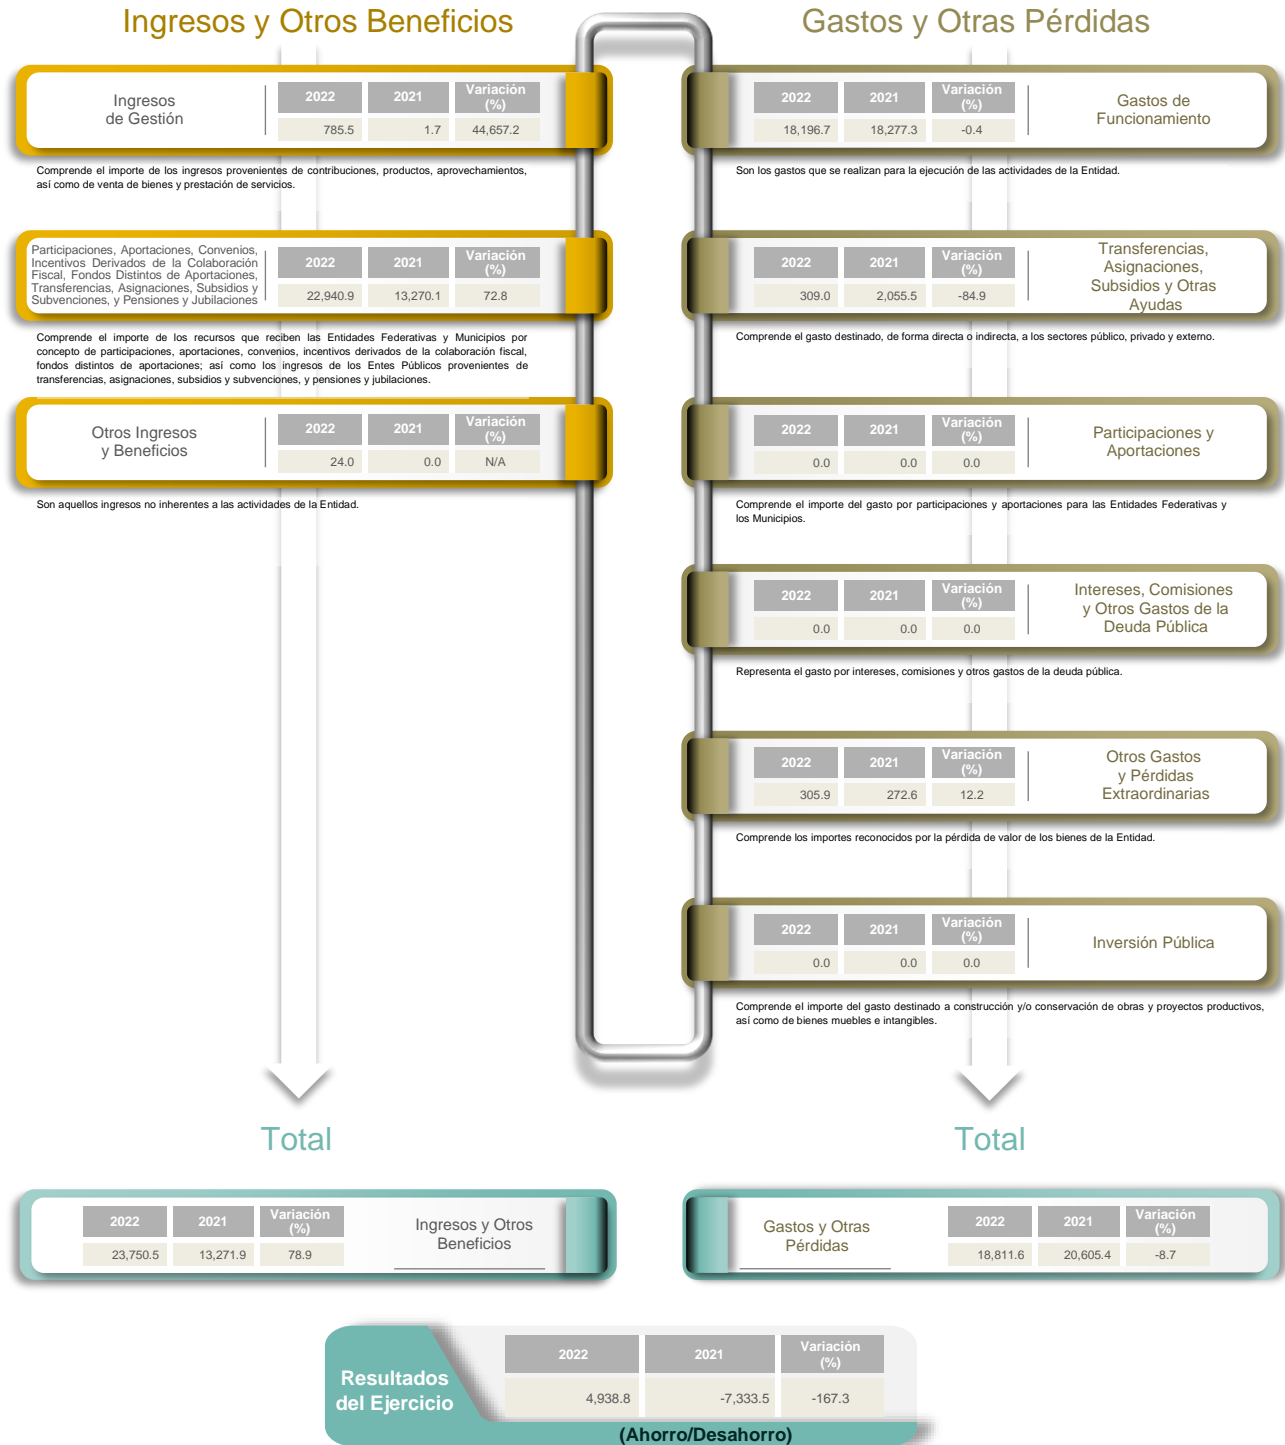 Ingresos y Otros Beneficios
Ingresos
de Gestión
2022 2021 Variación (%)
785.5 1.7 44,657.2
Comprende el importe de los ingresos provenientes de contribuciones, productos, aprovechamientos,
así como de venta de bienes y prestación de servicios.
Participaciones, Aportaciones, Convenios,
Incentivos Derivados de la Colaboración
Fiscal, Fondos Distintos de Aportaciones,
Transferencias, Asignaciones, Subsidios y
Subvenciones, y Pensiones y Jubilaciones
2022 2021 Variación (%)
22,940.9 13,270.1 72.8
Comprende el importe de los recursos que reciben las Entidades Federativas y Municipios por
concepto de participaciones, aportaciones, convenios, incentivos derivados de la colaboración fiscal,
fondos distintos de aportaciones; así como los ingresos de los Entes Públicos provenientes de
transferencias, asignaciones, subsidios y subvenciones, y pensiones y jubilaciones.
Otros Ingresos
y Beneficios
2022 2021 Variación (%)
24.0 0.0 N/A
Son aquellos ingresos no inherentes a las actividades de la Entidad.
Gastos y Otras Pérdidas
2022 2021 Variación (%)
18,196.7 18,277.3 -0.4
Gastos de
Funcionamiento
Son los gastos que se realizan para la ejecución de las actividades de la Entidad.
2022 2021 Variación (%)
309.0 2,055.5 -84.9
Transferencias,
Asignaciones,
Subsidios y Otras
Ayudas
Comprende el gasto destinado, de forma directa o indirecta, a los sectores público, privado y externo.
2022 2021 Variación (%)
0.0 0.0 0.0
Participaciones y
Aportaciones
Comprende el importe del gasto por participaciones y aportaciones para las Entidades Federativas y
los Municipios.
2022 2021 Variación (%)
0.0 0.0 0.0
Intereses, Comisiones
y Otros Gastos de la
Deuda Pública
Representa el gasto por intereses, comisiones y otros gastos de la deuda pública.
2022 2021 Variación (%)
305.9 272.6 12.2
Otros Gastos
y Pérdidas
Extraordinarias
Comprende los importes reconocidos por la pérdida de valor de los bienes de la Entidad.
2022 2021 Variación (%)
0.0 0.0 0.0
Inversión Pública
Comprende el importe del gasto destinado a construcción y/o conservación de obras y proyectos productivos,
así como de bienes muebles e intangibles.
Total
2022 2021 Variación (%)
23,750.5 13,271.9 78.9
Ingresos y Otros
Beneficios
Total
Gastos y Otras
Pérdidas
2022 2021 Variación (%)
18,811.6 20,605.4 -8.7
Resultados
del Ejercicio
2022 2021 Variación (%)
4,938.8 -7,333.5 -167.3
(Ahorro/Desahorro)